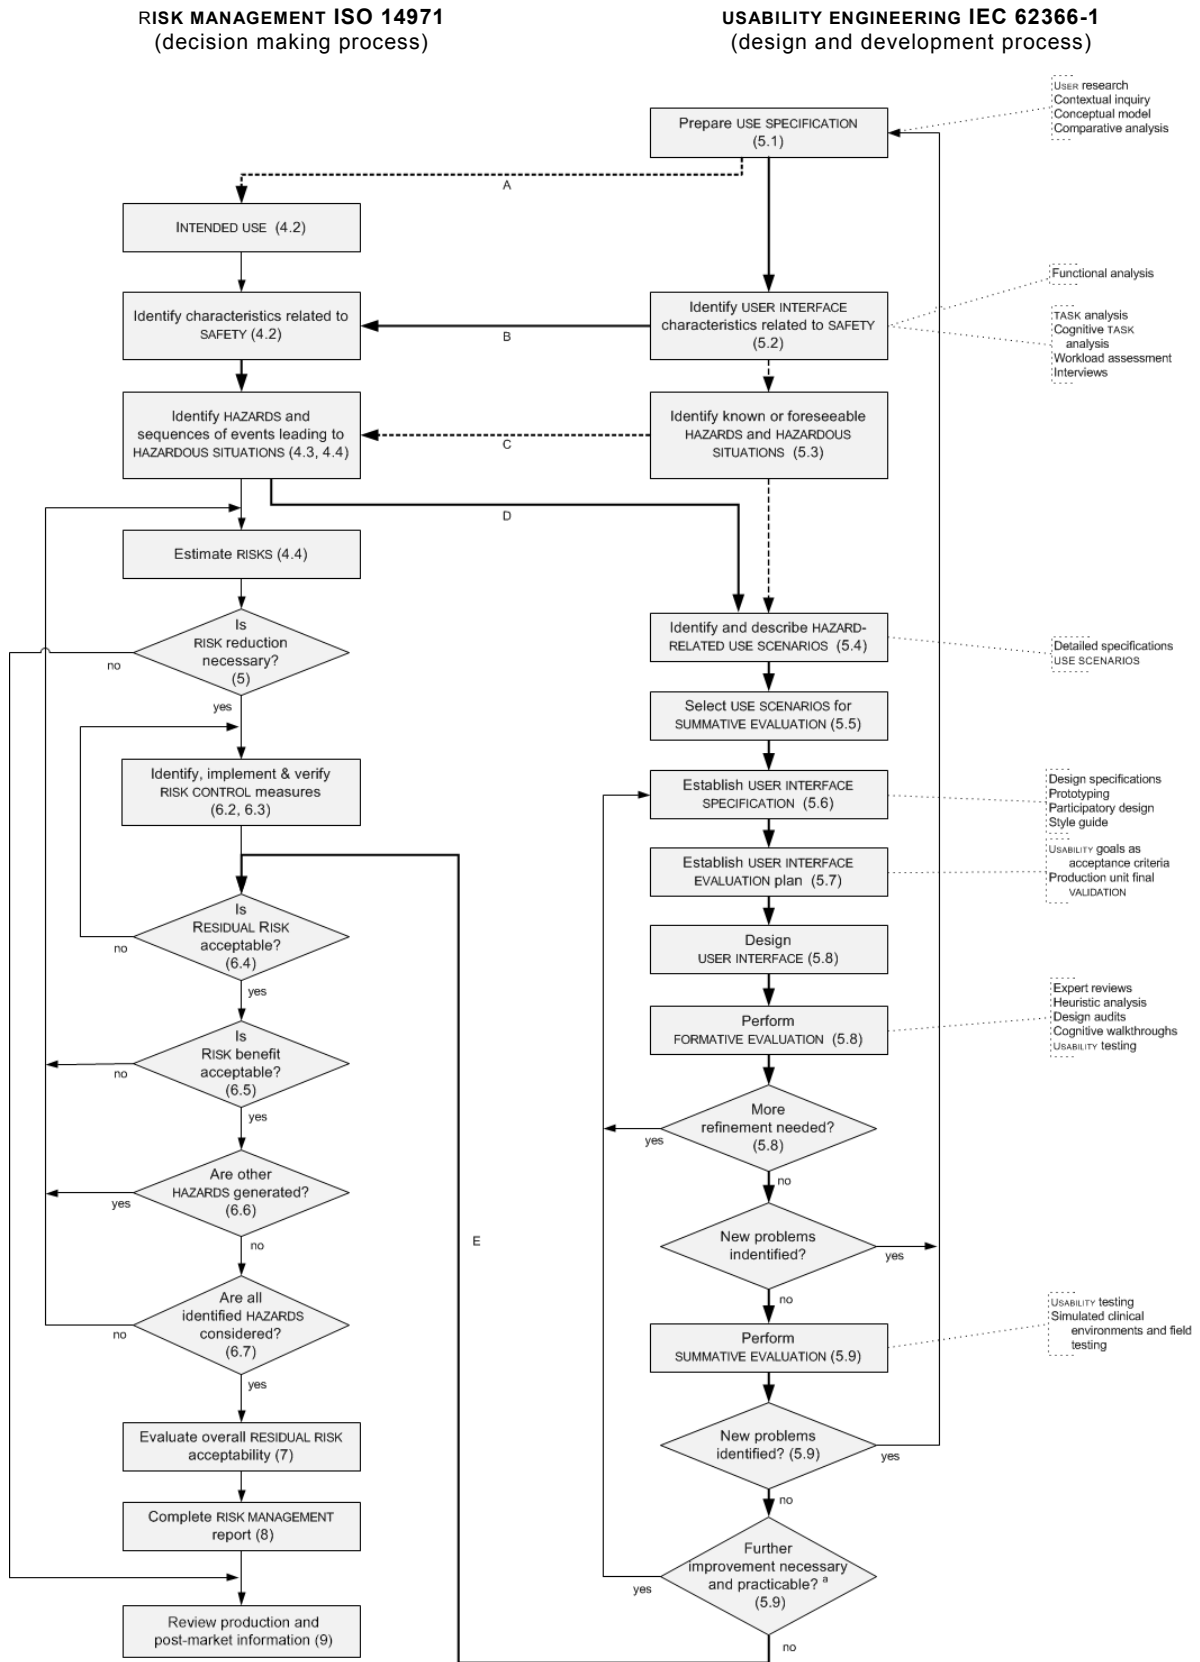 RISK MANAGEMENT ISO 14971
(decision making process)
USABILITY ENGINEERING IEC 62366-1
(design and development process)
Prepare USE SPECIFICATION
(5.1)
USER research
Contextual inquiry
Conceptual model
Comparative analysis
A
INTENDED USE (4.2)
Identify characteristics related to
SAFETY (4.2)
B
Identify USER INTERFACE
characteristics related to SAFETY
(5.2)
Functional analysis
TASK analysis
Cognitive TASK
analysis
Workload assessment
Interviews
Identify HAZARDS and
sequences of events leading to
HAZARDOUS SITUATIONS (4.3, 4.4)
C
Identify known or foreseeable
HAZARDS and HAZARDOUS
SITUATIONS (5.3)
D
Estimate RISKS (4.4)
Is
RISK reduction
necessary?
(5)
no
yes
Identify and describe HAZARD-
RELATED USE SCENARIOS (5.4)
Detailed specifications
USE SCENARIOS
Select USE SCENARIOS for
SUMMATIVE EVALUATION (5.5)
Identify, implement & verify
RISK CONTROL measures
(6.2, 6.3)
Establish USER INTERFACE
SPECIFICATION (5.6)
Design specifications
Prototyping
Participatory design
Style guide
Establish USER INTERFACE
EVALUATION plan (5.7)
USABILITY goals as
acceptance criteria
Production unit final
VALIDATION
Is
RESIDUAL RISK
acceptable?
(6.4)
no
yes
Design
USER INTERFACE (5.8)
Perform
FORMATIVE EVALUATION (5.8)
Expert reviews
Heuristic analysis
Design audits
Cognitive walkthroughs
USABILITY testing
Is
RISK benefit
acceptable?
(6.5)
no
yes
More
refinement needed?
(5.8)
yes
no
Are other
HAZARDS generated?
(6.6)
yes
no
E
New problems
indentified?
yes
no
Are all
identified HAZARDS
considered?
(6.7)
no
yes
Perform
SUMMATIVE EVALUATION (5.9)
USABILITY testing
Simulated clinical
environments and field
testing
Evaluate overall RESIDUAL RISK
acceptability (7)
New problems
identified? (5.9)
yes
no
Complete RISK MANAGEMENT
report (8)
Further
improvement necessary
and practicable? a
(5.9)
yes
no
Review production and
post-market information (9)